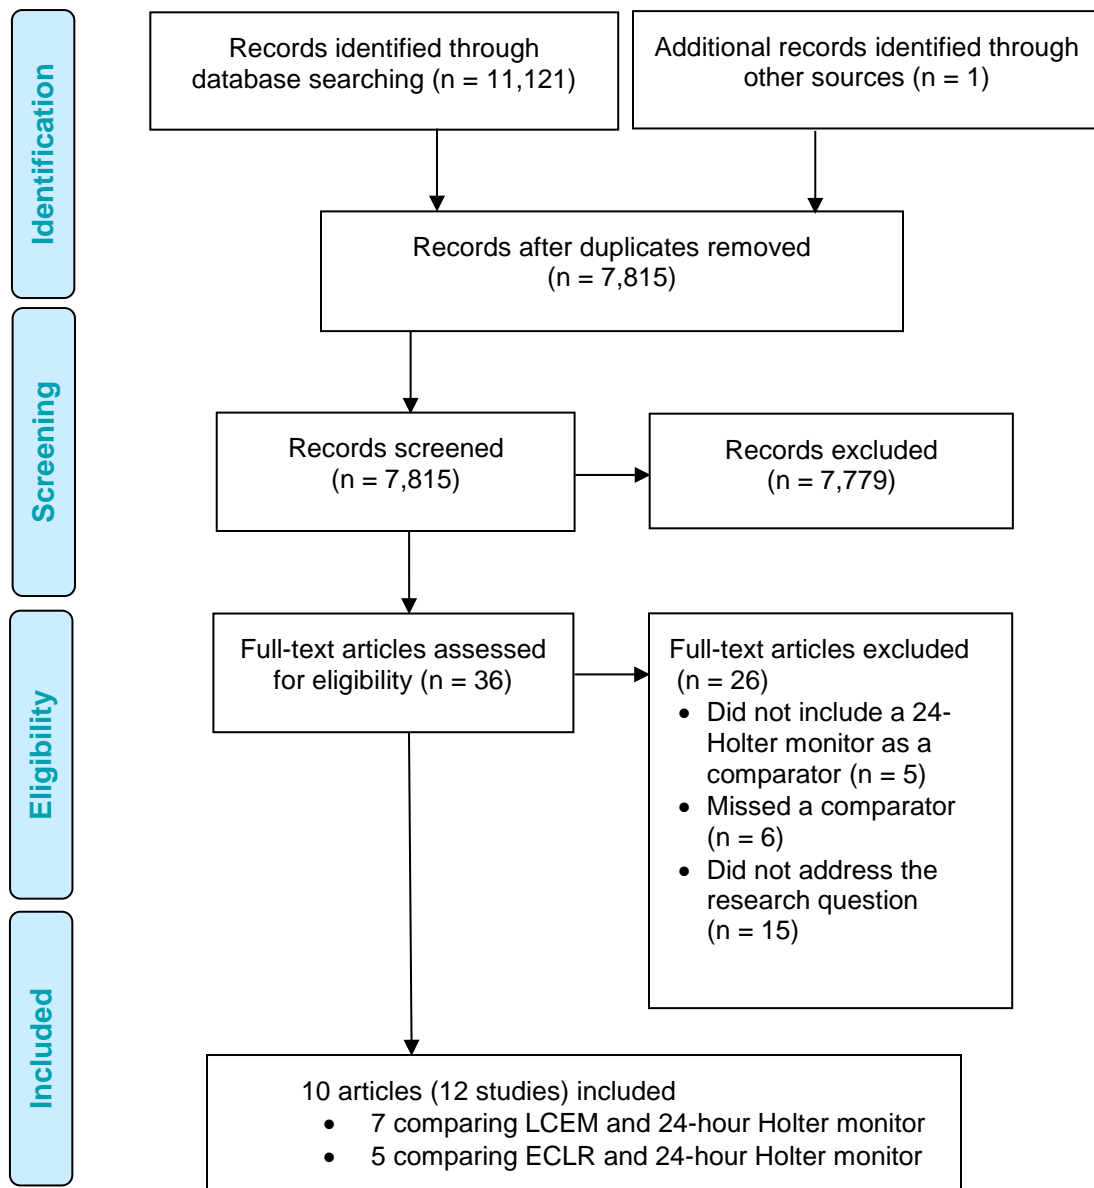 Identification
Records identified through
database searching (n = 11,121)
Additional records identified through
other sources (n = 1)
Records after duplicates removed
(n = 7,815)
Screening
Records screened
(n = 7,815)
Records excluded
(n = 7,779)
Eligibility
Full-text articles assessed
for eligibility (n = 36)
Full-text articles excluded
(n = 26)
• Did not include a 24-
Holter monitor as a
comparator (n = 5)
• Missed a comparator
(n = 6)
• Did not address the
research question
(n = 15)
Included
10 articles (12 studies) included
• 7 comparing LCEM and 24-hour Holter monitor
• 5 comparing ECLR and 24-hour Holter monitor